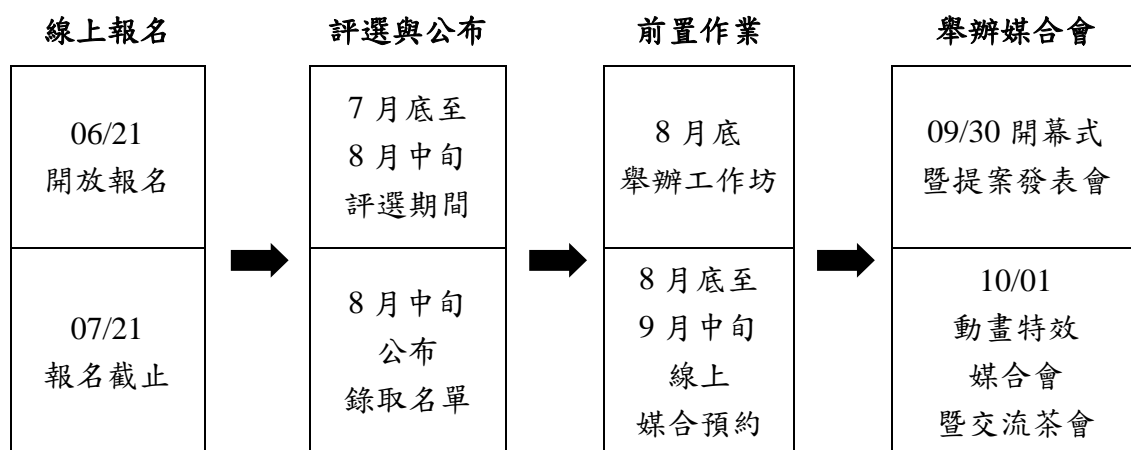 線上報名
06/21
開放報名
07/21
報名截止
評選與公布
7 月底至
8 月中旬
評選期間
8 月中旬
公布
錄取名單
前置作業
8 月底
舉辦工作坊
8 月底至
9 月中旬
線上
媒合預約
舉辦媒合會
09/30 開幕式
暨提案發表會
10/01
動畫特效
媒合會
暨交流茶會